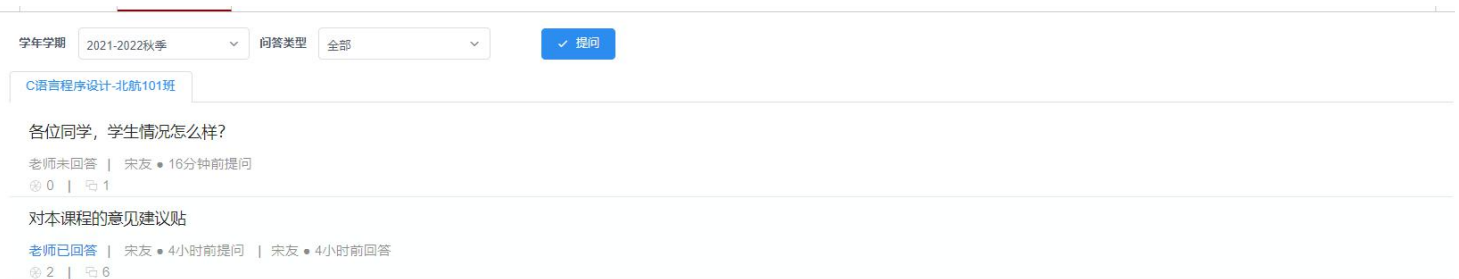 学年学期 2021-2022秋季 问答类型 全部 提问
C语言程序设计-北航101班
各位同学，学生情况怎么样？
老师未回答 | 宋友 ● 16分钟前提问
0 | 1
对本课程的意见建议贴
老师已回答 | 宋友 ● 4小时前提问 | 宋友 ● 4小时前回答
2 | 6